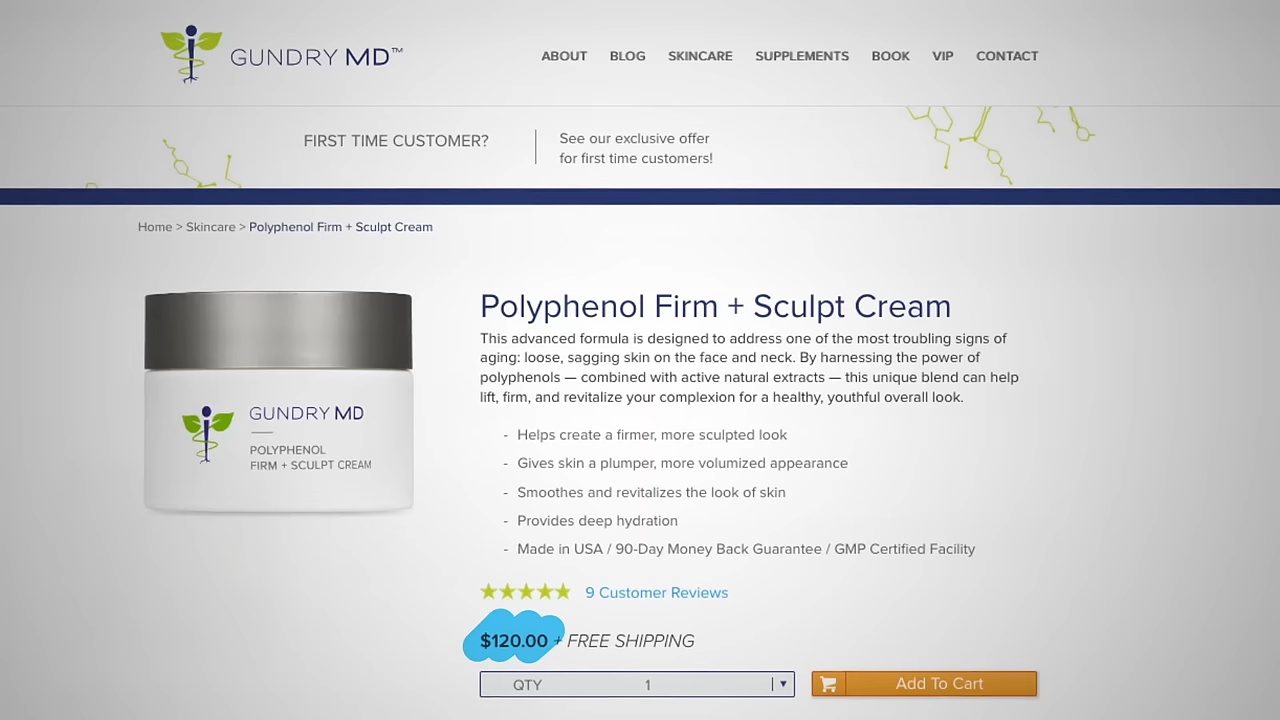 GUNDRY MD™
ABOUT BLOG SKINCARE SUPPLEMENTS BOOK VIP CONTACT
FIRST TIME CUSTOMER?
See our exclusive offer
for first time customers!
Home > Skincare > Polyphenol Firm + Sculpt Cream
GUNDRY MD
POLYPHENOL
FIRM + SCULPT CREAM
Polyphenol Firm + Sculpt Cream
This advanced formula is designed to address one of the most troubling signs of
aging: loose, sagging skin on the face and neck. By harnessing the power of
polyphenols — combined with active natural extracts — this unique blend can help
lift, firm, and revitalize your complexion for a healthy, youthful overall look.
- Helps create a firmer, more sculpted look
- Gives skin a plumper, more volumized appearance
- Smoothes and revitalizes the look of skin
- Provides deep hydration
- Made in USA / 90-Day Money Back Guarantee / GMP Certified Facility
9 Customer Reviews
$120.00 + FREE SHIPPING
QTY 1
Add To Cart